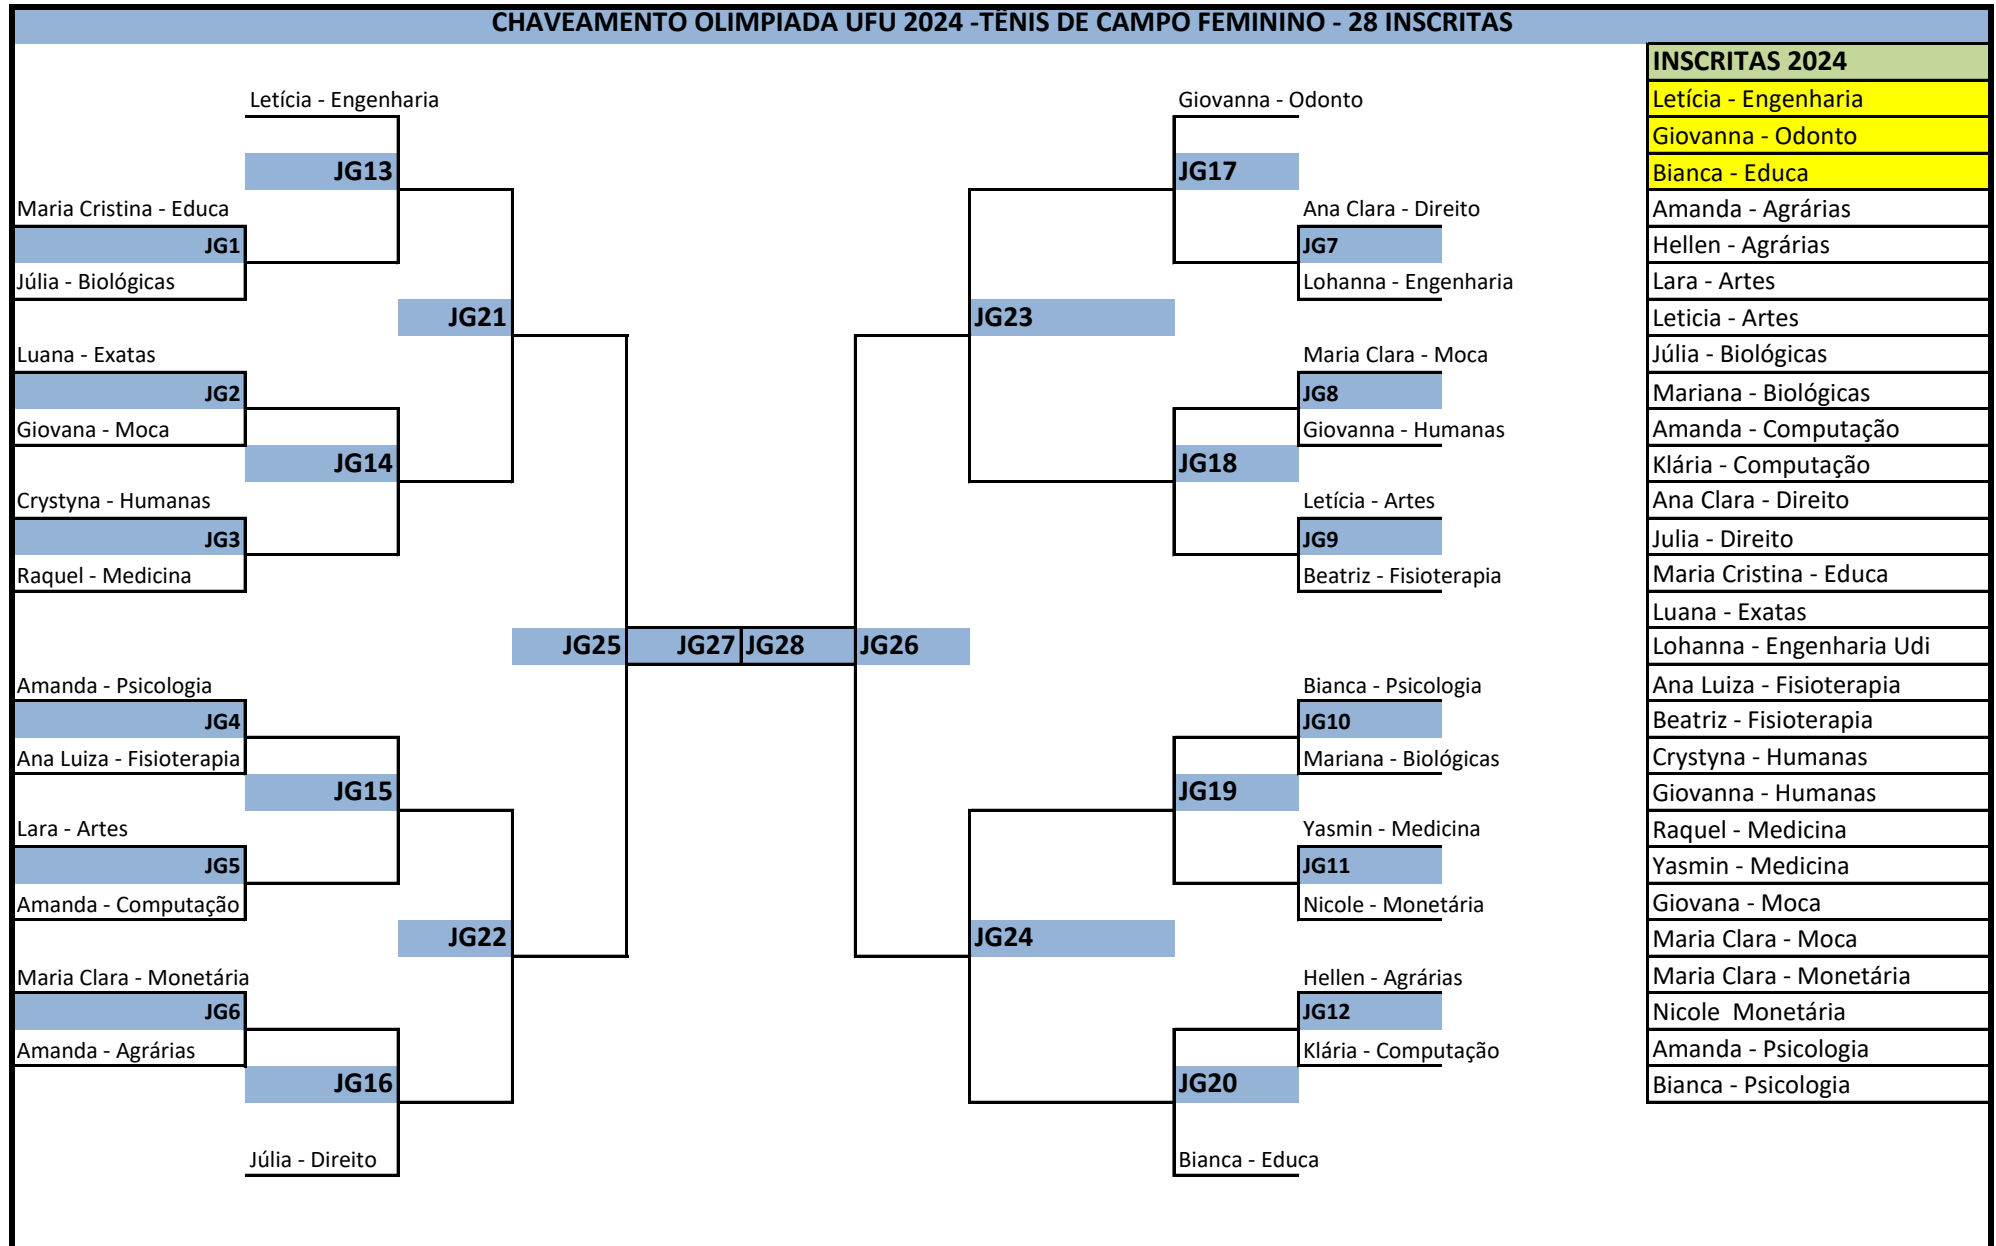 CHAVEAMENTO OLIMPIADA UFU 2024 -TÊNIS DE CAMPO FEMININO - 28 INSCRITAS
Letícia - Engenharia
JG13
Maria Cristina - Educa
JG1
Júlia - Biológicas
JG21
Luana - Exatas
JG2
Giovana - Moca
JG14
Crystyna - Humanas
JG3
Raquel - Medicina
JG25
JG27
JG28
JG26
Amanda - Psicologia
JG4
Ana Luiza - Fisioterapia
JG15
Lara - Artes
JG5
Amanda - Computação
JG22
Maria Clara - Monetária
JG6
Amanda - Agrárias
JG16
Júlia - Direito
Giovanna - Odonto
JG17
Ana Clara - Direito
JG7
Lohanna - Engenharia
JG23
Maria Clara - Moca
JG8
Giovanna - Humanas
JG18
Letícia - Artes
JG9
Beatriz - Fisioterapia
Bianca - Psicologia
JG10
Mariana - Biológicas
JG19
Yasmin - Medicina
JG11
Nicole - Monetária
JG24
Hellen - Agrárias
JG12
Klária - Computação
JG20
Bianca - Educa
INSCRITAS 2024
Letícia - Engenharia
Giovanna - Odonto
Bianca - Educa
Amanda - Agrárias
Hellen - Agrárias
Lara - Artes
Leticia - Artes
Júlia - Biológicas
Mariana - Biológicas
Amanda - Computação
Klária - Computação
Ana Clara - Direito
Julia - Direito
Maria Cristina - Educa
Luana - Exatas
Lohanna - Engenharia Udi
Ana Luiza - Fisioterapia
Beatriz - Fisioterapia
Crystyna - Humanas
Giovanna - Humanas
Raquel - Medicina
Yasmin - Medicina
Giovana - Moca
Maria Clara - Moca
Maria Clara - Monetária
Nicole  Monetária
Amanda - Psicologia
Bianca - Psicologia